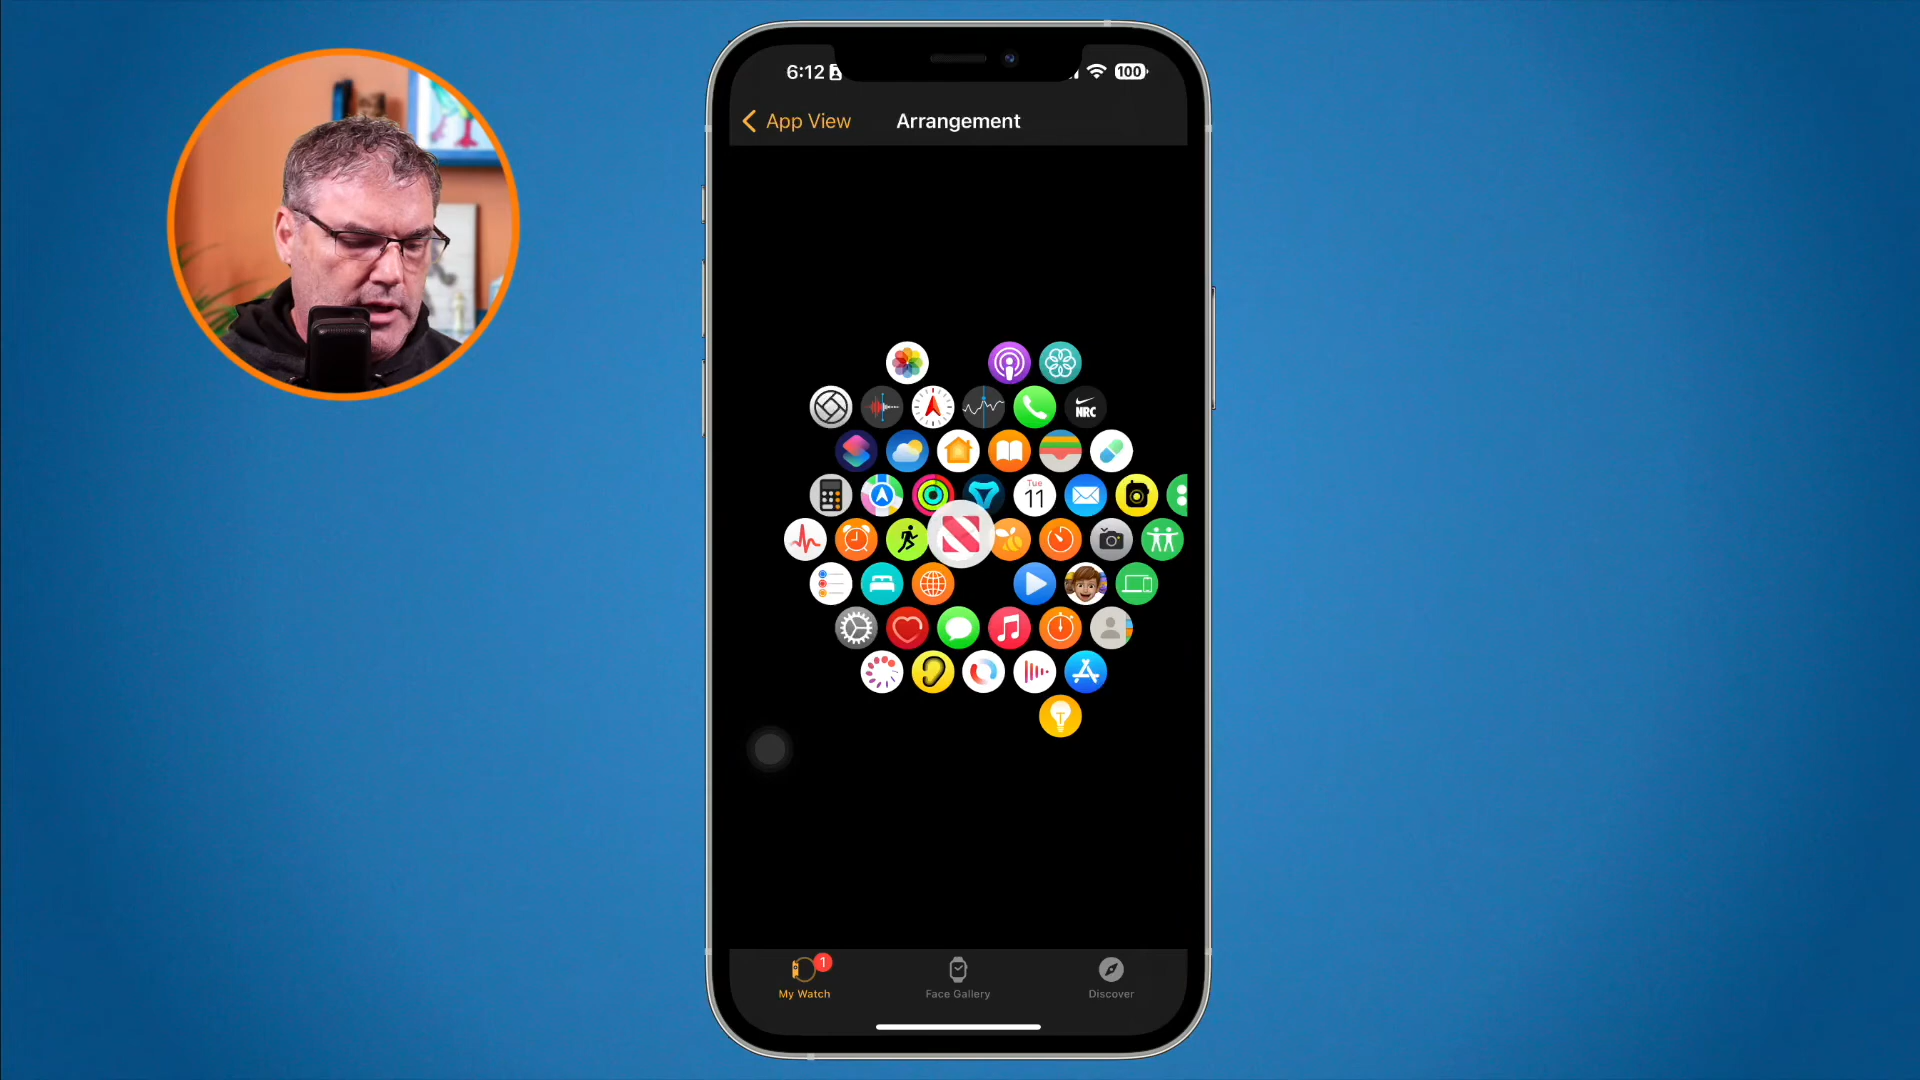 6:12
100
App View
Arrangement
NRC
Tue
11
1
My Watch
Face Gallery
Discover